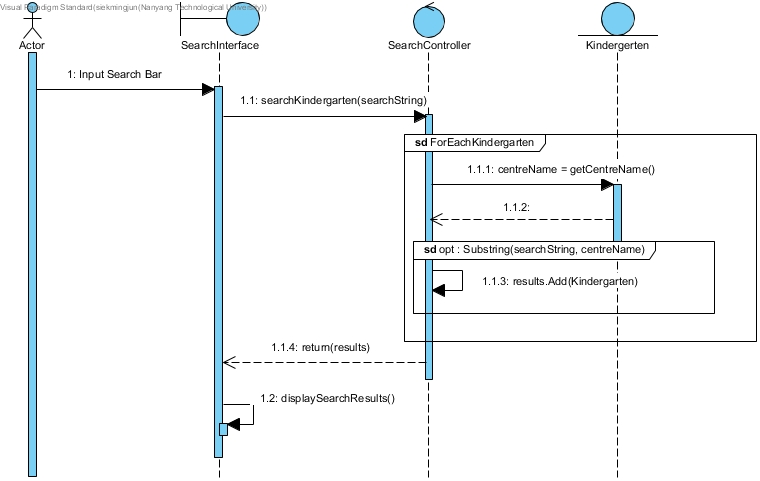 Visual Paradigm Standard(siekmingjun(Nanyang Technological University))
Actor
SearchInterface
SearchController
Kindergerten
1: Input Search Bar
1.1: searchKindergarten(searchString)
sd ForEachKindergarten
1.1.1: centreName = getCentreName()
1.1.2:
sd opt : Substring(searchString, centreName)
1.1.3: results.Add(Kindergarten)
1.1.4: return(results)
1.2: displaySearchResults()